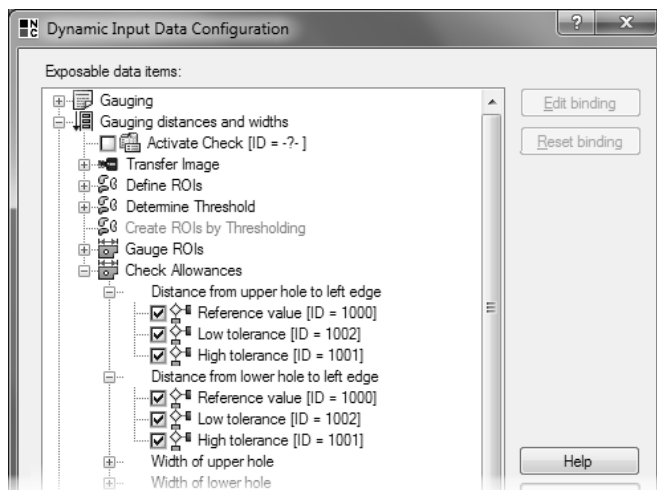 Dynamic Input Data Configuration
Exposable data items:
Gauging
Gauging distances and widths
Activate Check [ID = -?- ]
Transfer Image
Define ROIs
Determine Threshold
Create ROIs by Thresholding
Gauge ROIs
Check Allowances
Distance from upper hole to left edge
Reference value [ID = 1000]
Low tolerance [ID = 1002]
High tolerance [ID = 1001]
Distance from lower hole to left edge
Reference value [ID = 1000]
Low tolerance [ID = 1002]
High tolerance [ID = 1001]
Width of upper hole
Width of lower hole
Edit binding
Reset binding
Help